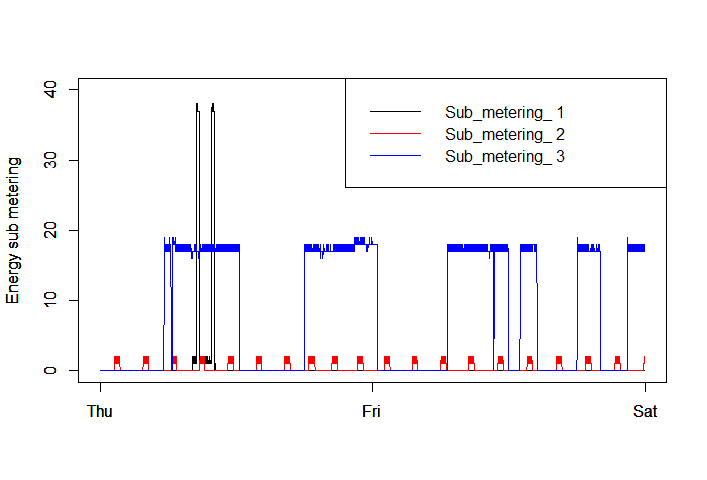 Energy sub metering
40
30
20
10
0
Sub_metering_ 1
Sub_metering_ 2
Sub_metering_ 3
Thu
Fri
Sat